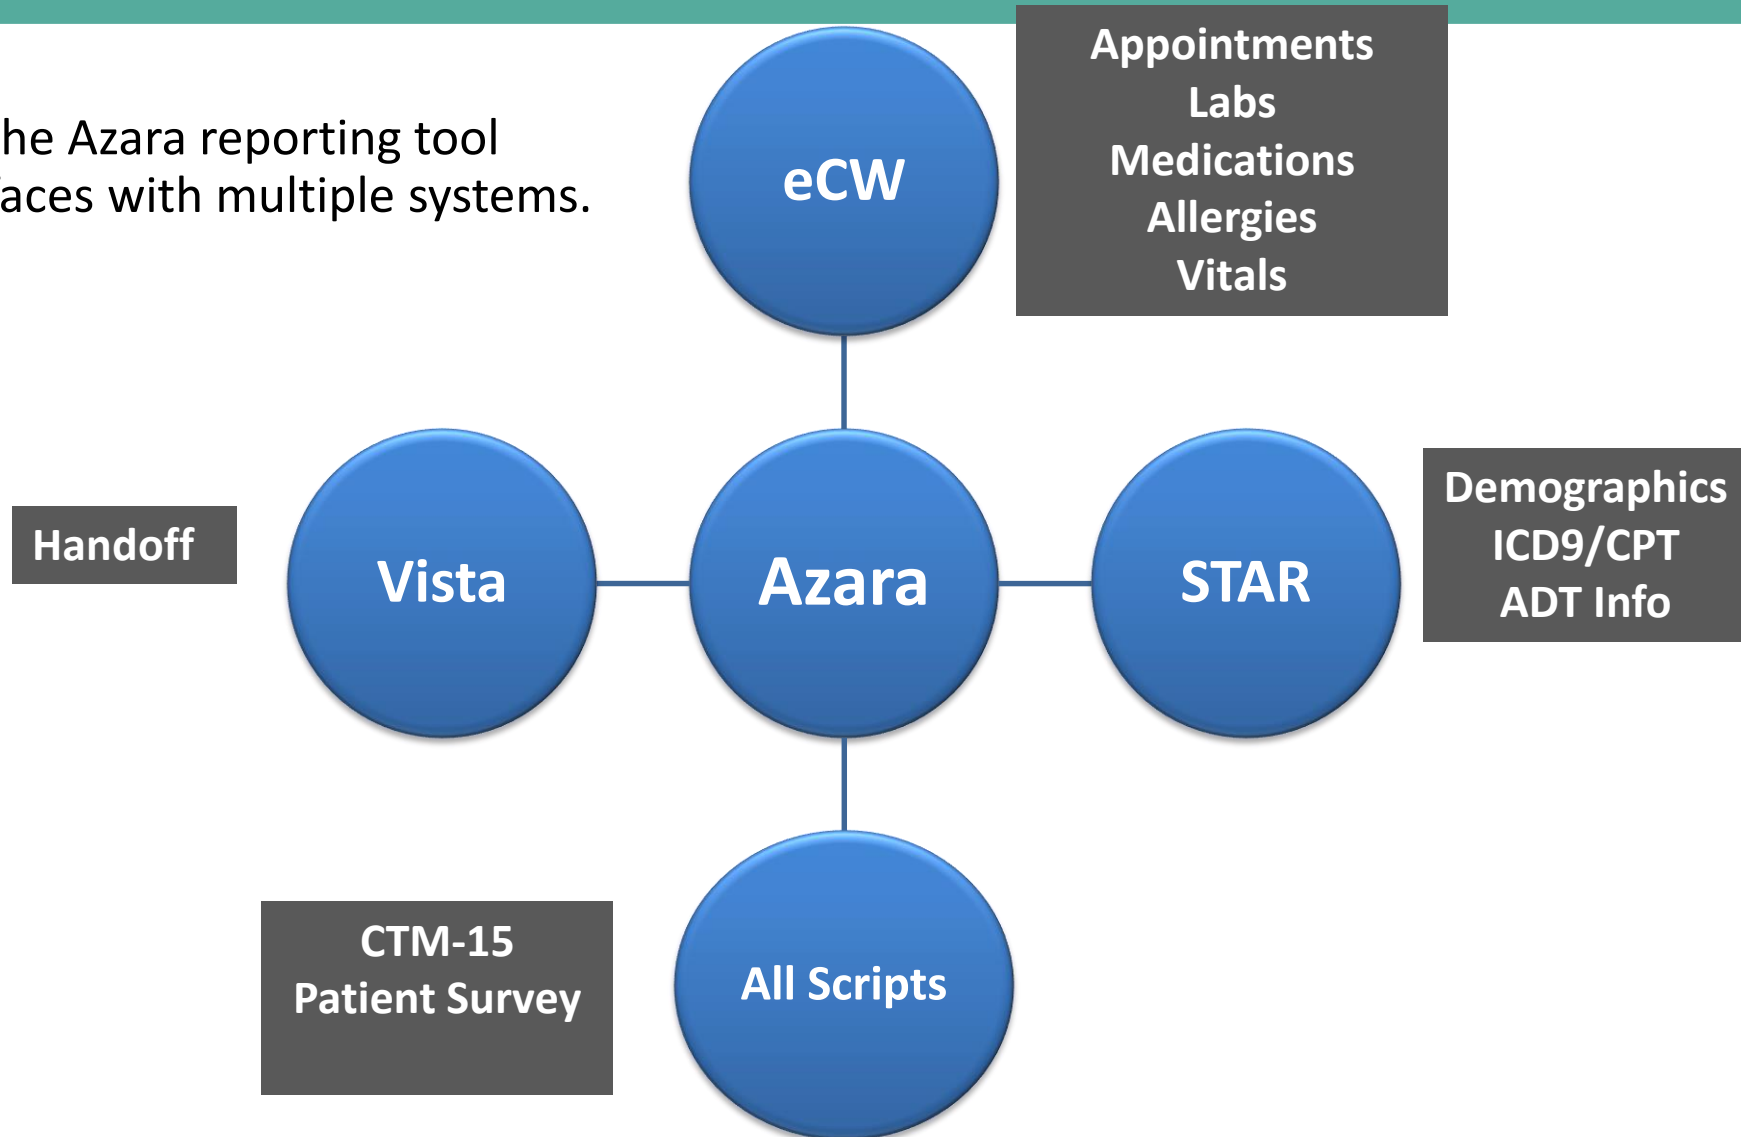 he Azara reporting tool
faces with multiple systems.
eCW
Appointments
Labs
Medications
Allergies
Vitals
Handoff
Vista
Azara
STAR
Demographics
ICD9/CPT
ADT Info
CTM-15
Patient Survey
All Scripts